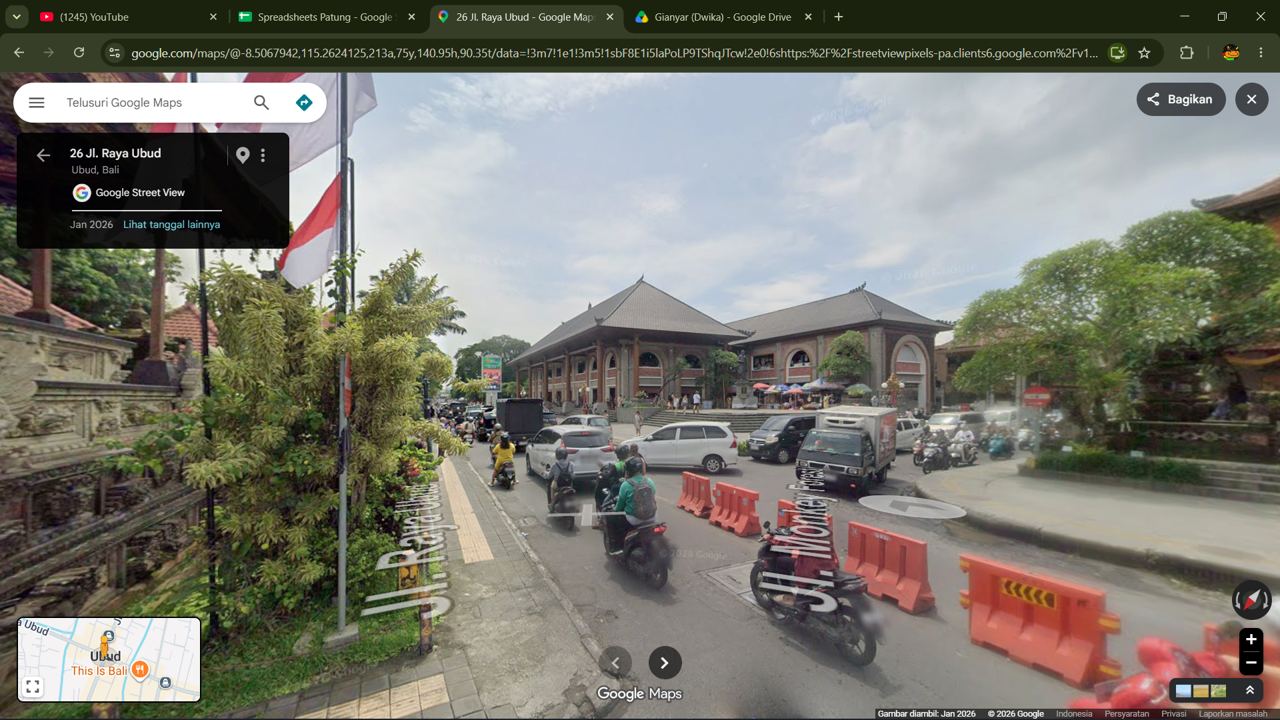 (1245) YouTube
Spreadsheets Patung - Google S
26 Jl. Raya Ubud - Google Maps
Gianyar (Dwika) - Google Drive
google.com/maps/@-8.5067942,115.2624125,213a,75y,140.95h,90.35t/data=!3m7!1e1!3m5!1sbF8E1i5laPoLP9TShqJTcw!2e0!6shttps:%2F%2Fstreetviewpixels-pa.clients6.google.com%2Fv1...
Telusuri Google Maps
Bagikan
26 Jl. Raya Ubud
Ubud, Bali
Google Street View
Jan 2026 Lihat tanggal lainnya
Jl. Raya Ubud
Jl. Monkey Forest
© 2026 Google
Ubud
Ubud
This Is Bali
Google Maps
Gambar diambil: Jan 2026 © 2026 Google Indonesia Persyaratan Privasi Laporkan masalah